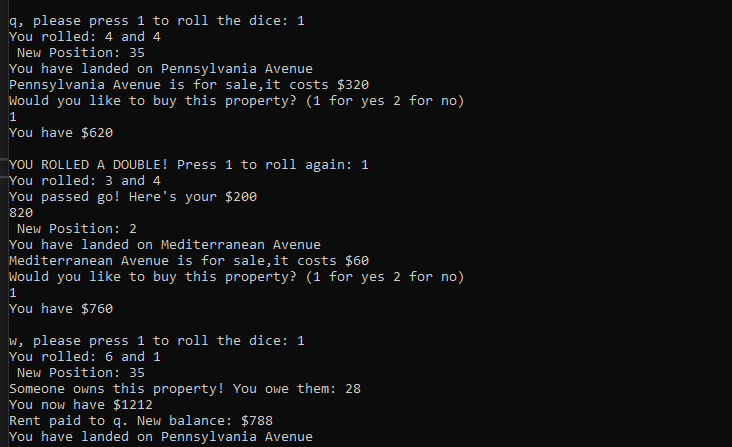 q, please press 1 to roll the dice: 1
You rolled: 4 and 4
New Position: 35
You have landed on Pennsylvania Avenue
Pennsylvania Avenue is for sale,it costs $320
Would you like to buy this property? (1 for yes 2 for no)
1
You have $620
YOU ROLLED A DOUBLE! Press 1 to roll again: 1
You rolled: 3 and 4
You passed go! Here's your $200
820
New Position: 2
You have landed on Mediterranean Avenue
Mediterranean Avenue is for sale,it costs $60
Would you like to buy this property? (1 for yes 2 for no)
1
You have $760
w, please press 1 to roll the dice: 1
You rolled: 6 and 1
New Position: 35
Someone owns this property! You owe them: 28
You now have $1212
Rent paid to q. New balance: $788
You have landed on Pennsylvania Avenue